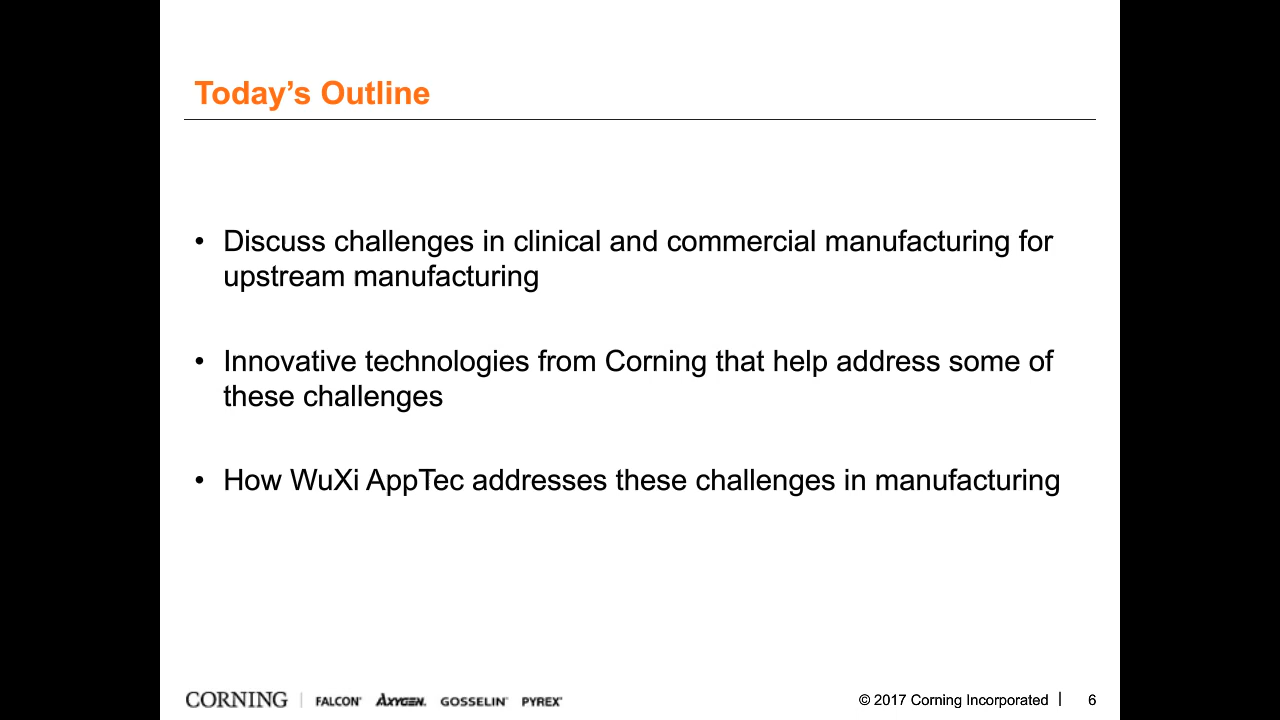 Today’s Outline
• Discuss challenges in clinical and commercial manufacturing for
upstream manufacturing
• Innovative technologies from Corning that help address some of
these challenges
• How WuXi AppTec addresses these challenges in manufacturing
CORNING | FALCON® AXYGEN. GOSSELIN™ PYREX® © 2017 Corning Incorporated | 6